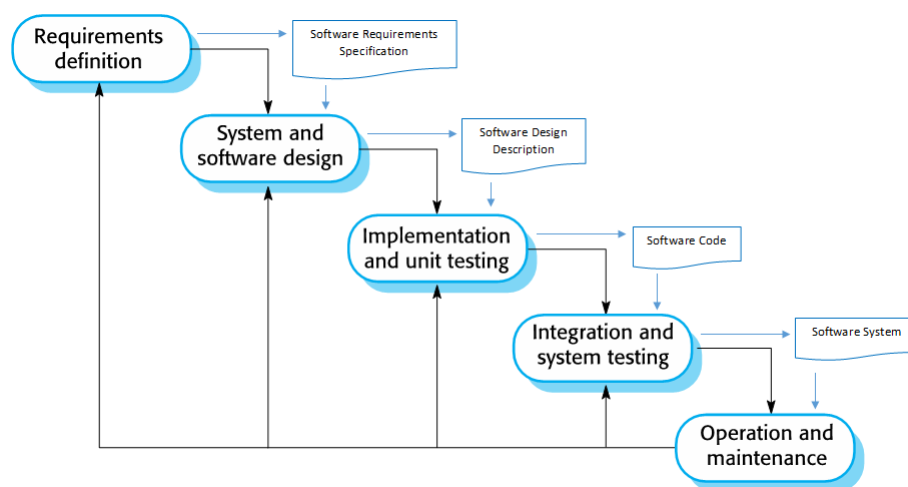 Requirements
definition
Software Requirements
Specification
System and
software design
Software Design
Description
Implementation
and unit testing
Software Code
Integration and
system testing
Software System
Operation and
maintenance